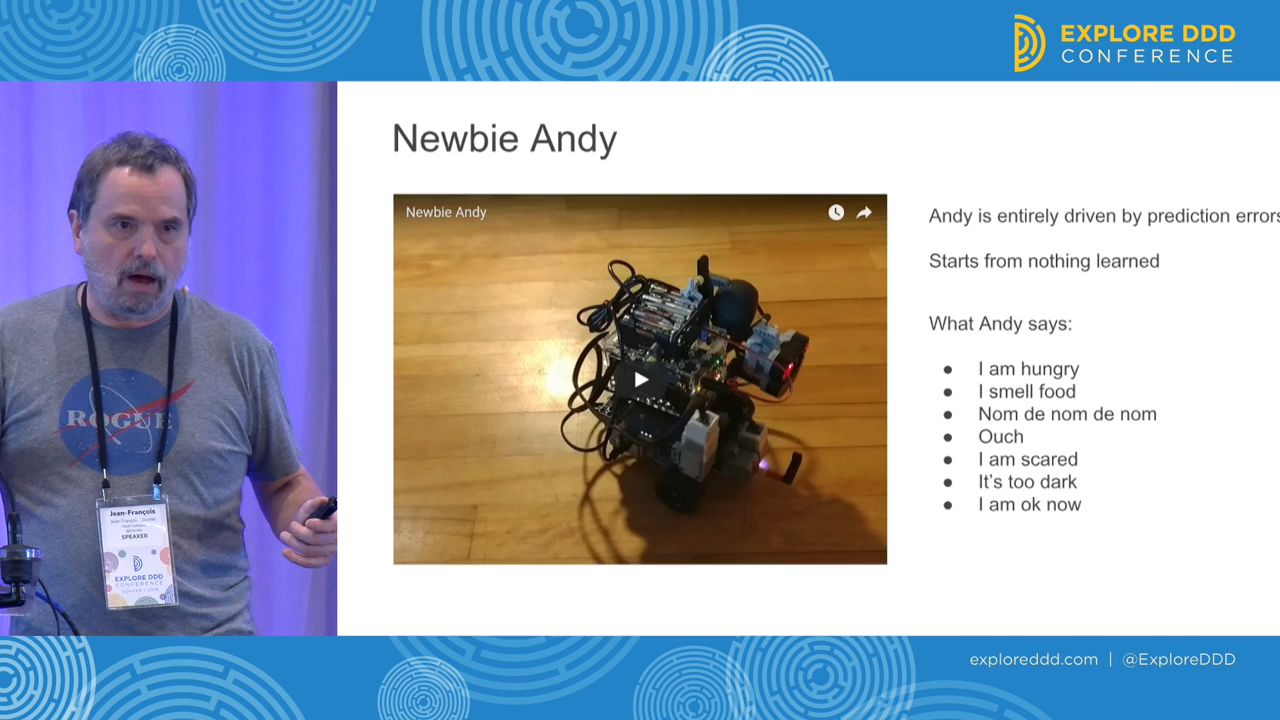 EXPLORE DDD
CONFERENCE
Newbie Andy
Newbie Andy
Andy is entirely driven by prediction errors
Starts from nothing learned
What Andy says:
● I am hungry
● I smell food
● Nom de nom de nom
● Ouch
● I am scared
● It's too dark
● I am ok now
ROGUE
Jean-François
SPEAKER
EXPLORE DDD
CONFERENCE
exploreddd.com | @ExploreDDD